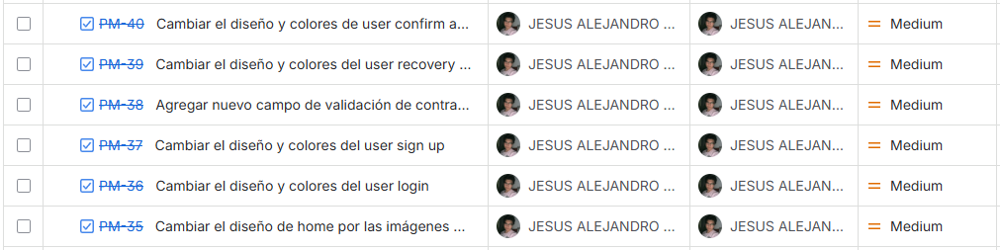 PM-40 Cambiar el diseño y colores de user confirm a... JESUS ALEJANDRO ... JESUS ALEJAN... Medium
PM-39 Cambiar el diseño y colores del user recovery ... JESUS ALEJANDRO ... JESUS ALEJAN... Medium
PM-38 Agregar nuevo campo de validación de contra... JESUS ALEJANDRO ... JESUS ALEJAN... Medium
PM-37 Cambiar el diseño y colores del user sign up JESUS ALEJANDRO ... JESUS ALEJAN... Medium
PM-36 Cambiar el diseño y colores del user login JESUS ALEJANDRO ... JESUS ALEJAN... Medium
PM-35 Cambiar el diseño de home por las imágenes ... JESUS ALEJANDRO ... JESUS ALEJAN... Medium